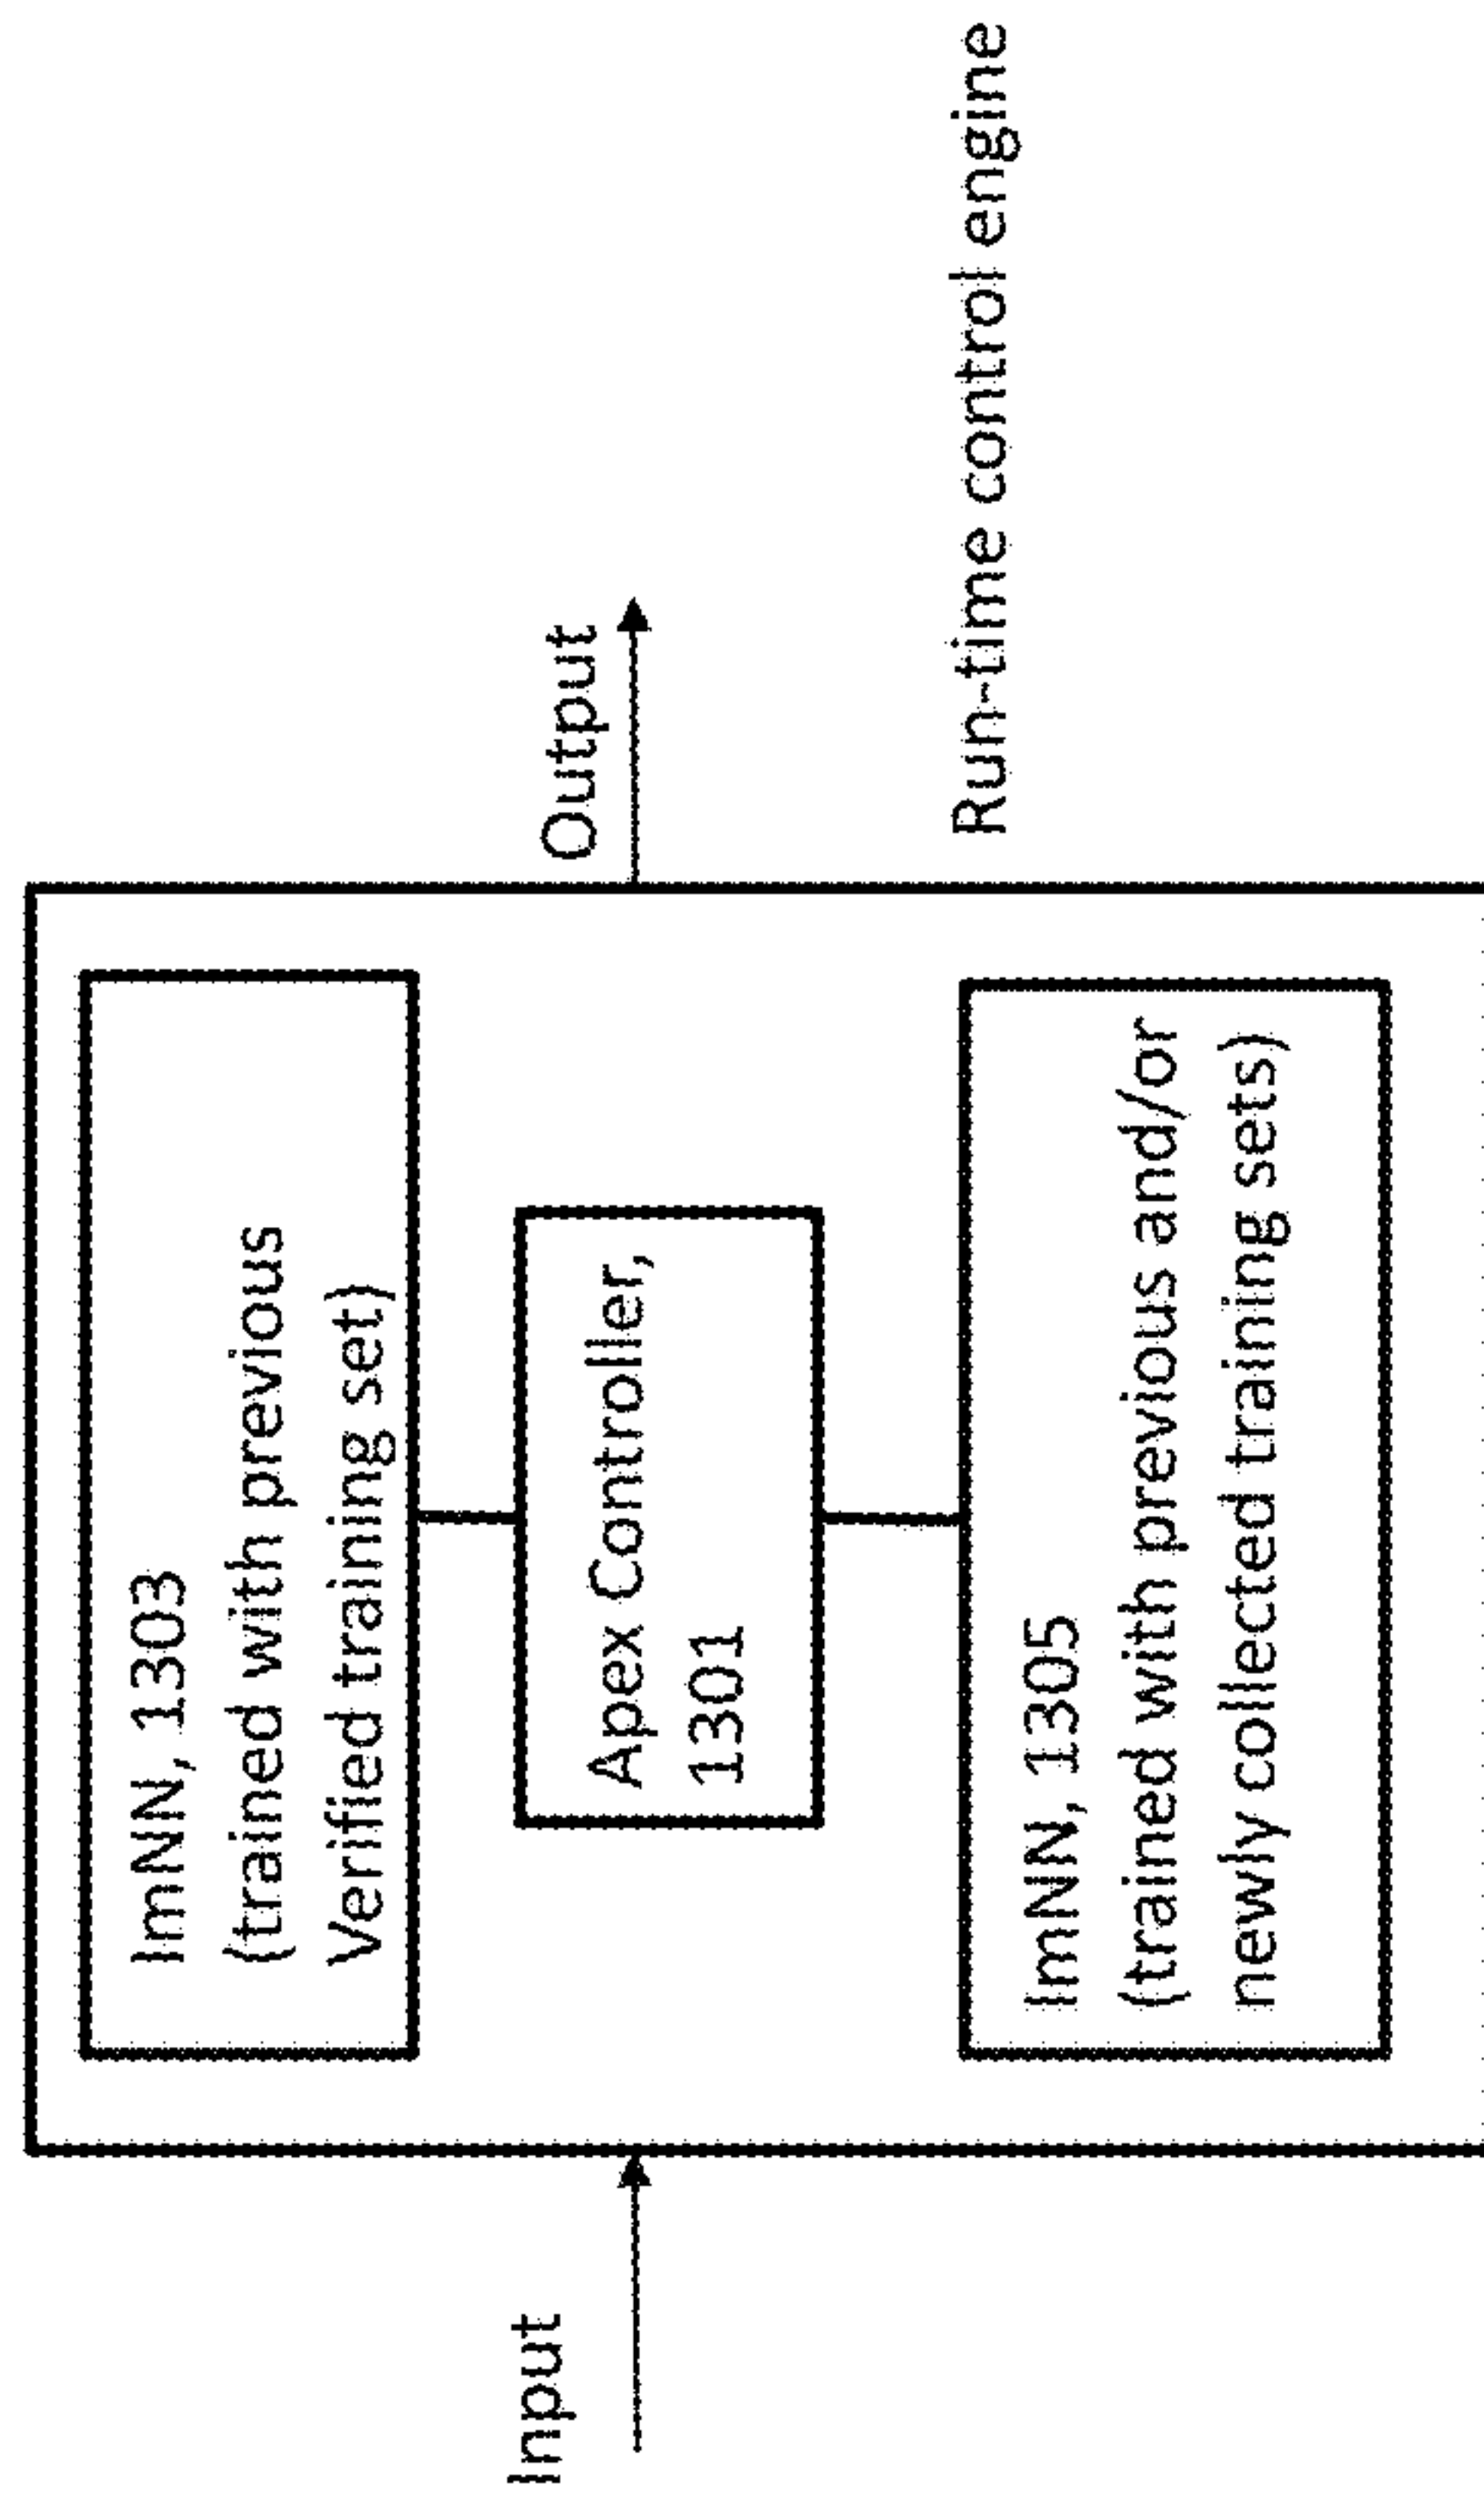 Input
ImNN, 1303
(trained with previous
verified training set)
Apex Controller,
1301
ImNN, 1305
(trained with previous and/or
newly collected training sets)
Output
Run-time control engine